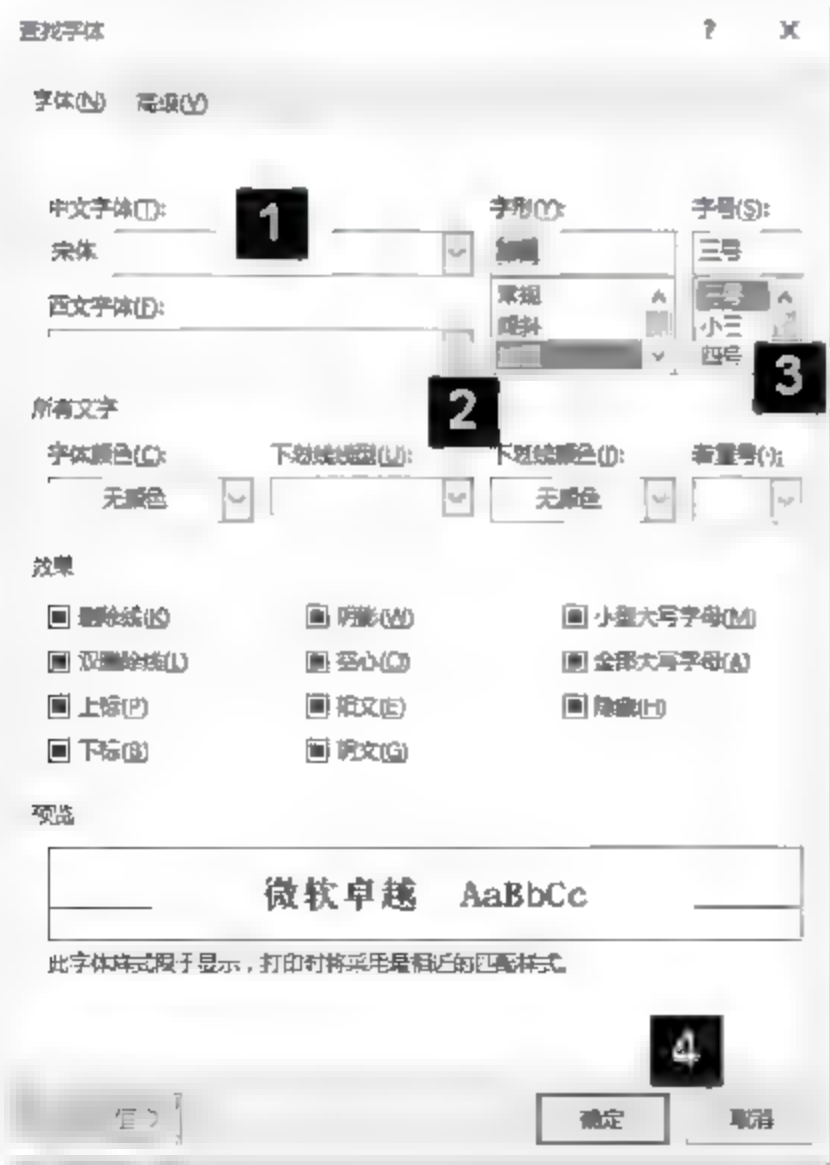 查找字体 ? X
字体(N) 高级(V)
中文字体(T): 1 字形(Y): 字号(S):
宋体 加粗 三号
西文字体(F): 常规 三号
倾斜 小三
加粗 四号 3
所有文字 2
字体颜色(C): 下划线线型(U): 下划线颜色(I): 着重号(·):
无颜色 无颜色
效果
删除线(K) 阴影(W) 小型大写字母(M)
双删除线(L) 空心(O) 全部大写字母(A)
上标(P) 阳文(E) 隐藏(H)
下标(B) 阴文(G)
预览
微软卓越 AaBbCc
此字体样式限于显示，打印时将采用最相近的匹配样式。
4
确定 取消